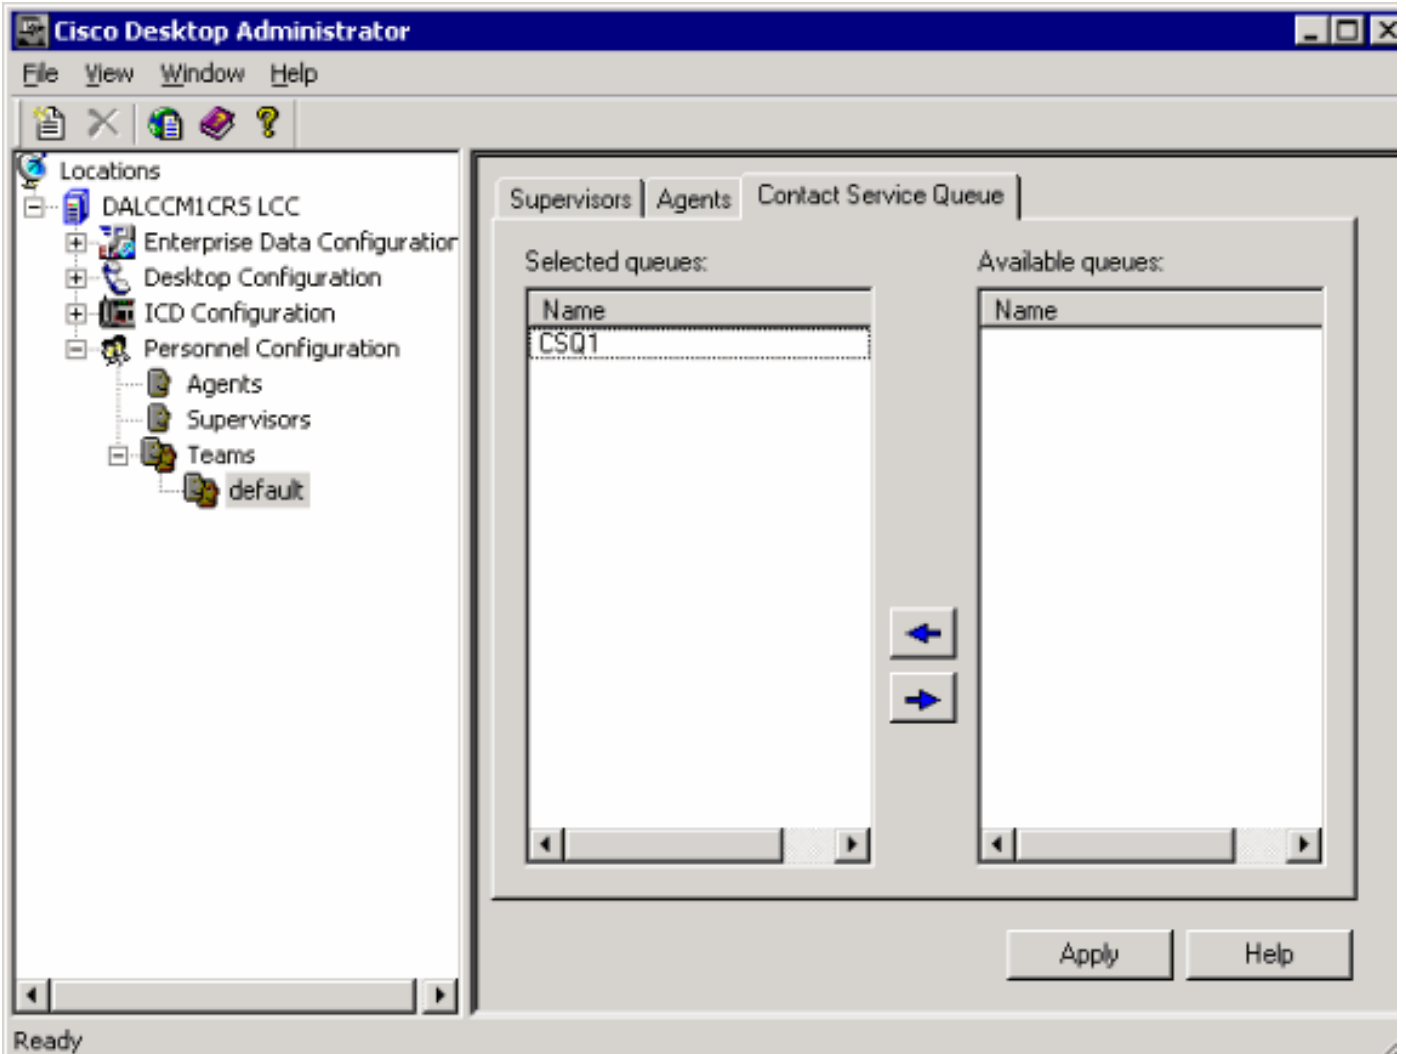 Cisco Desktop Administrator
File View Window Help
Locations
DALCCM1CRS LCC
Enterprise Data Configuration
Desktop Configuration
ICD Configuration
Personnel Configuration
Agents
Supervisors
Teams
default
Supervisors Agents Contact Service Queue
Selected queues: Available queues:
Name Name
CSQ1
Apply Help
Ready